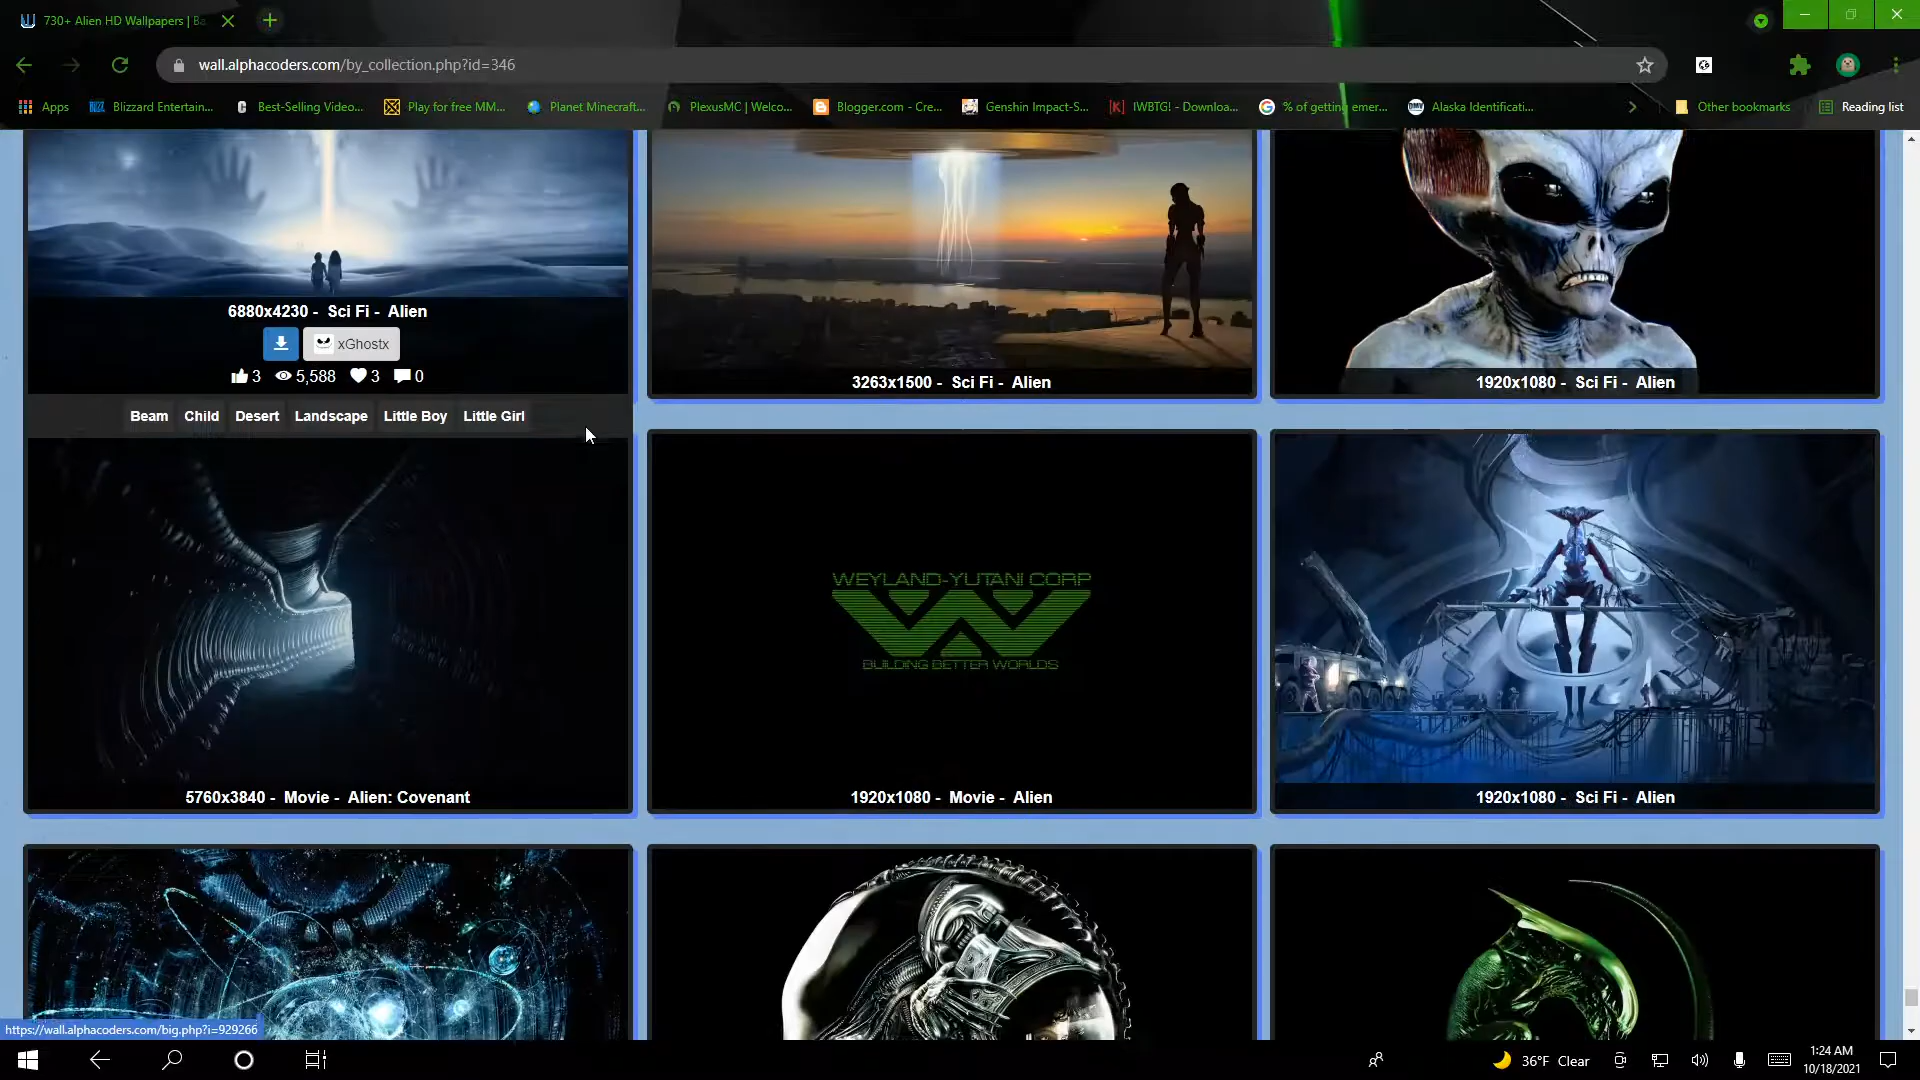 730+ Alien HD Wallpapers | Ba
wall.alphacoders.com/by_collection.php?id=346
Apps
Blizzard Entertain...
Best-Selling Video...
Play for free MM...
Planet Minecraft...
PlexusMC | Welco...
Blogger.com - Cre...
Genshin Impact-S...
IWBTG! - Downloa...
% of getting emer...
Alaska Identificati...
Other bookmarks
Reading list
6880x4230 - Sci Fi - Alien
xGhostx
3 5,588 3 0
Beam Child Desert Landscape Little Boy Little Girl
3263x1500 - Sci Fi - Alien
1920x1080 - Sci Fi - Alien
5760x3840 - Movie - Alien: Covenant
WEYLAND-YUTANI CORP
BUILDING BETTER WORLDS
1920x1080 - Movie - Alien
1920x1080 - Sci Fi - Alien
https://wall.alphacoders.com/big.php?i=929266
36°F Clear
1:24 AM
10/18/2021